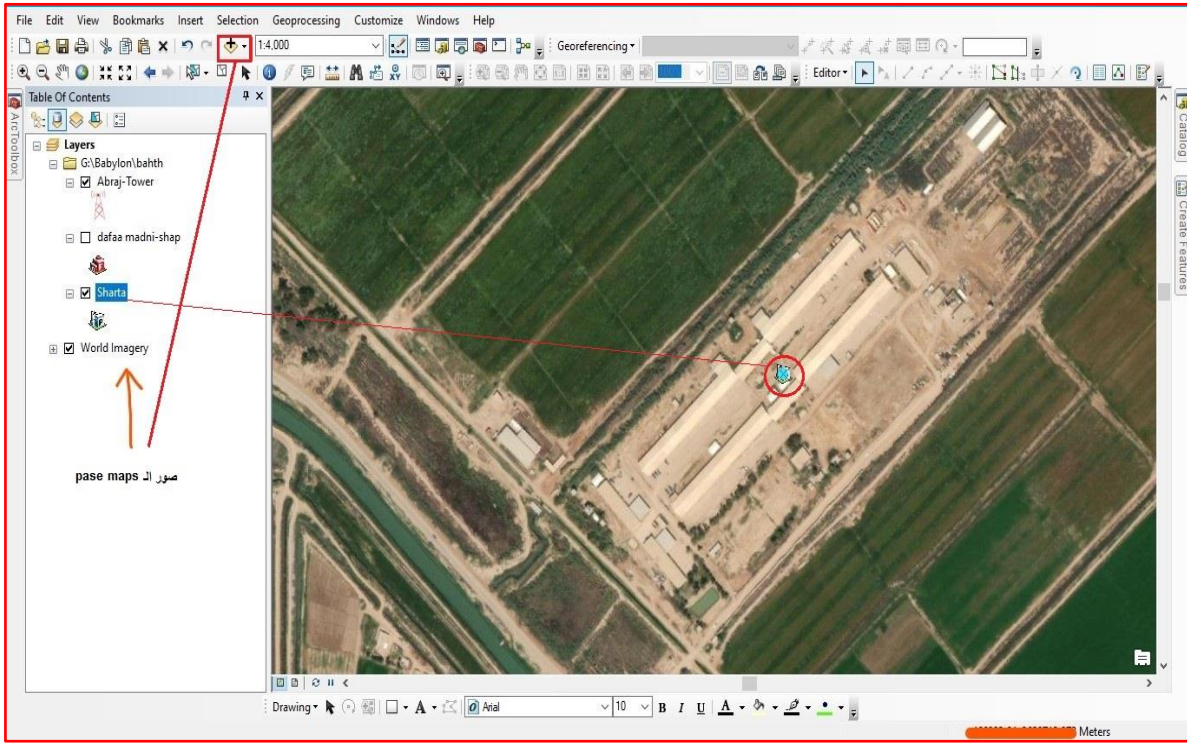 File Edit View Bookmarks Insert Selection Geoprocessing Customize Windows Help
1:4,000 Georeferencing
Editor
Table Of Contents
ArcToolbox
Layers
G:\Babylon\bahth
Abraj-Tower
dafaa madni-shap
Sharta
World Imagery
صور الـ pase maps
Catalog
Create Features
Drawing A Arial 10 B I U A
Meters